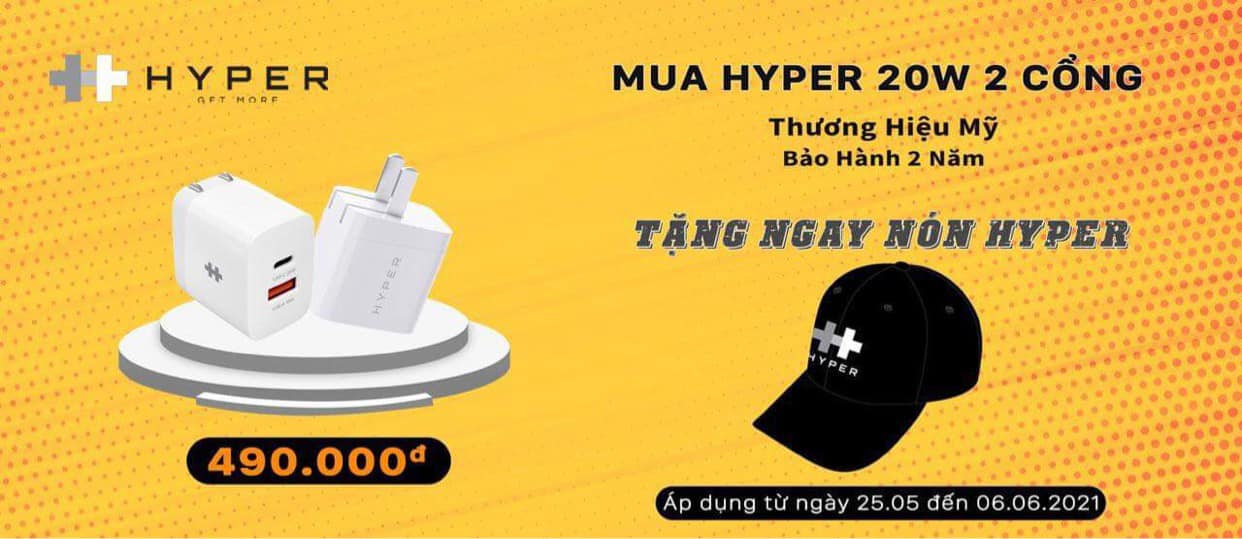 HYPER
GET MORE
MUA HYPER 20W 2 CỔNG
Thương Hiệu Mỹ
Bảo Hành 2 Năm
TẶNG NGAY NÓN HYPER
HYPER
HYPER
490.000đ
Áp dụng từ ngày 25.05 đến 06.06.2021